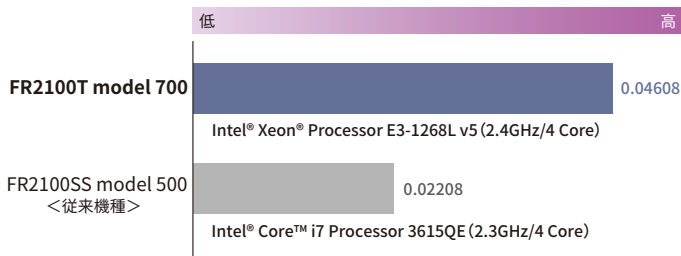 低 高
FR2100T model 700
0.04608
Intel® Xeon® Processor E3-1268L v5（2.4GHz/4 Core）
FR2100SS model 500
＜従来機種＞
0.02208
Intel® Core™ i7 Processor 3615QE（2.3GHz/4 Core）